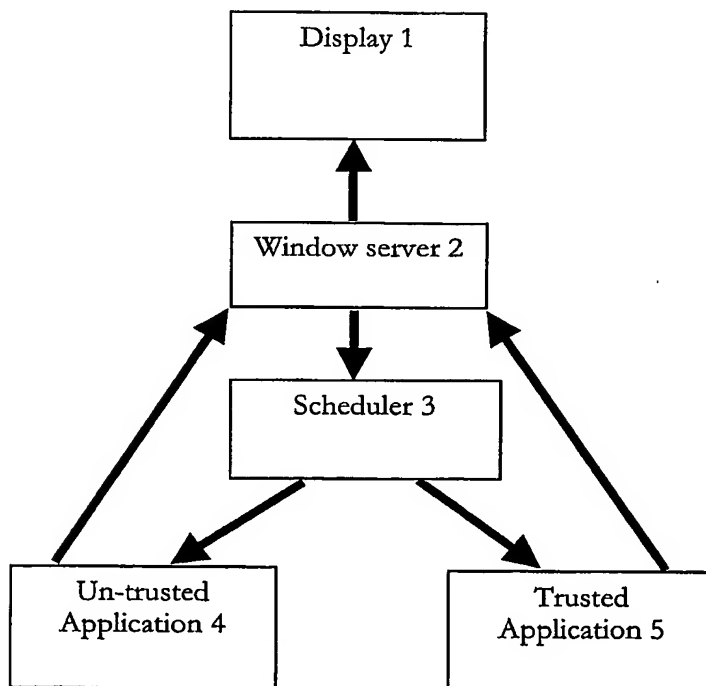 Display 1
Window server 2
Scheduler 3
Un-trusted
Application 4
Trusted
Application 5